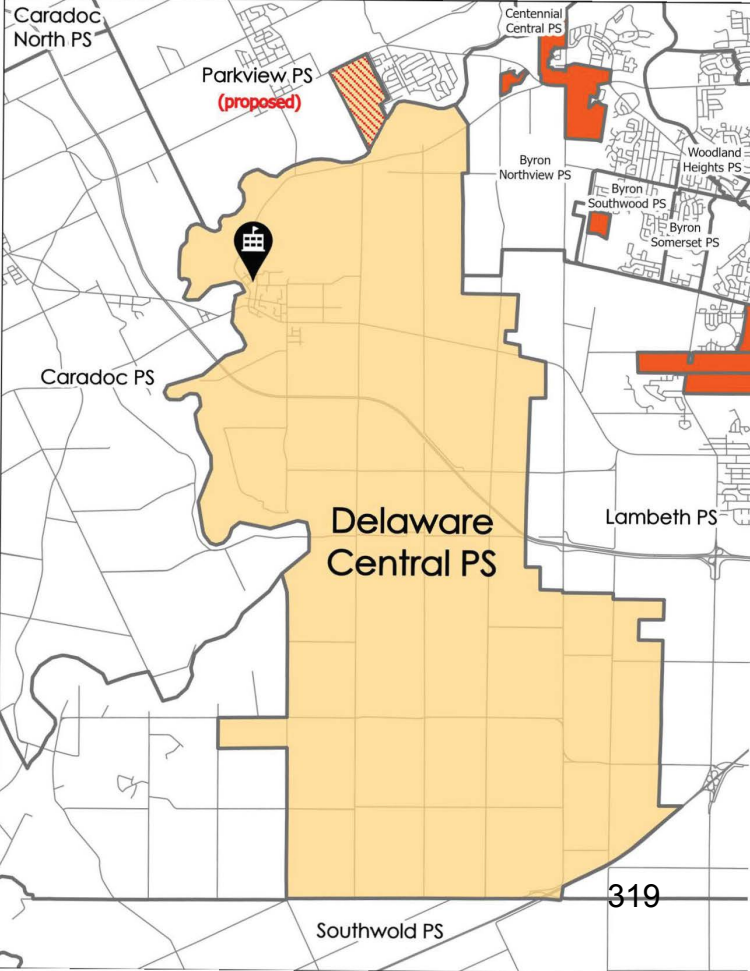 Caradoc
North PS
Centennial
Central PS
Parkview PS
(proposed)
Byron
Northview PS
Woodland
Heights PS
Byron
Southwood PS
Byron
Somerset PS
Caradoc PS
Delaware
Central PS
Lambeth PS
319
Southwold PS